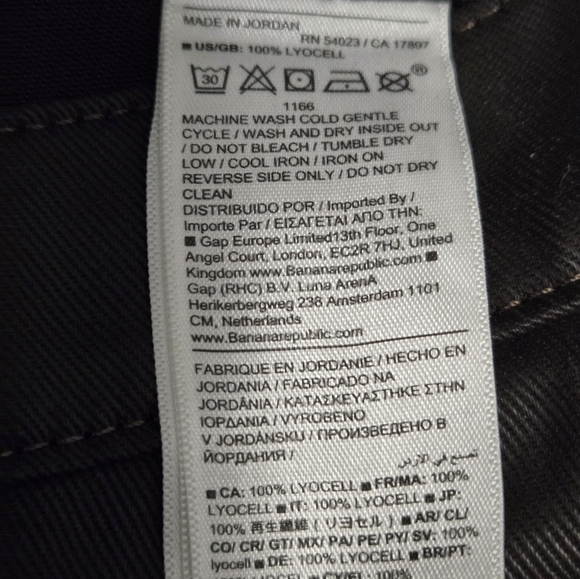 MADE IN JORDAN
RN 54023 / CA 17897
■ US/GB: 100% LYOCELL
30
®
1166
MACHINE WASH COLD GENTLE
CYCLE / WASH AND DRY INSIDE OUT
/ DO NOT BLEACH / TUMBLE DRY
LOW / COOL IRON / IRON ON
REVERSE SIDE ONLY / DO NOT DRY
CLEAN
DISTRIBUIDO POR / Imported By /
Importe Par / ΕΙΣΑΓΕΤΑΙ ΑΠΟ ΤΗΝ:
■ Gap Europe Limited13th Floor, One
Angel Court, London, EC2R 7HJ, United
Kingdom www.Bananarepublic.com ■
Gap (RHC) B.V. Luna ArenA
Herikerbergweg 238 Amsterdam 1101
CM, Netherlands
www.Bananarepublic.com
FABRIQUE EN JORDANIE / HECHO EN
JORDANIA / FABRICADO NA
JORDÂNIA / ΚΑΤΑΣΚΕΥΑΣΤΗΚΕ ΣΤΗΝ
ΙΟΡΔΑΝΙΑ / VYROBENO
V JORDÁNSKU / ПРОИЗВЕДЕНО В
ЙОРДАНИЯ /
تصنيع في الأردن
■ CA: 100% LYOCELL ■ FR/MA: 100%
LYOCELL ■ IT: 100% LYOCELL ■ JP:
100% 再生繊維 ( リヨセル ) ■ AR/ CL/
CO/ CR/ GT/ MX/ PA/ PE/ PY/ SV: 100%
lyocell ■ DE: 100% LYOCELL ■ BR/PT:
100%